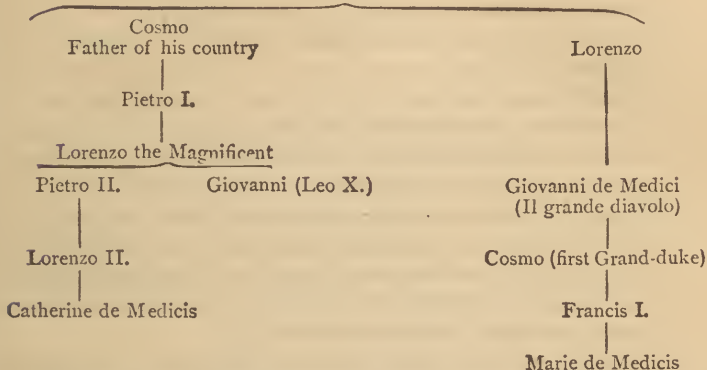 Cosmo
Father of his country
Lorenzo
Pietro I.
Lorenzo the Magnificent
Pietro II.
Giovanni (Leo X.)
Giovanni de Medici
(Il grande diavolo)
Lorenzo II.
Cosmo (first Grand-duke)
Catherine de Medicis
Francis I.
Marie de Medicis